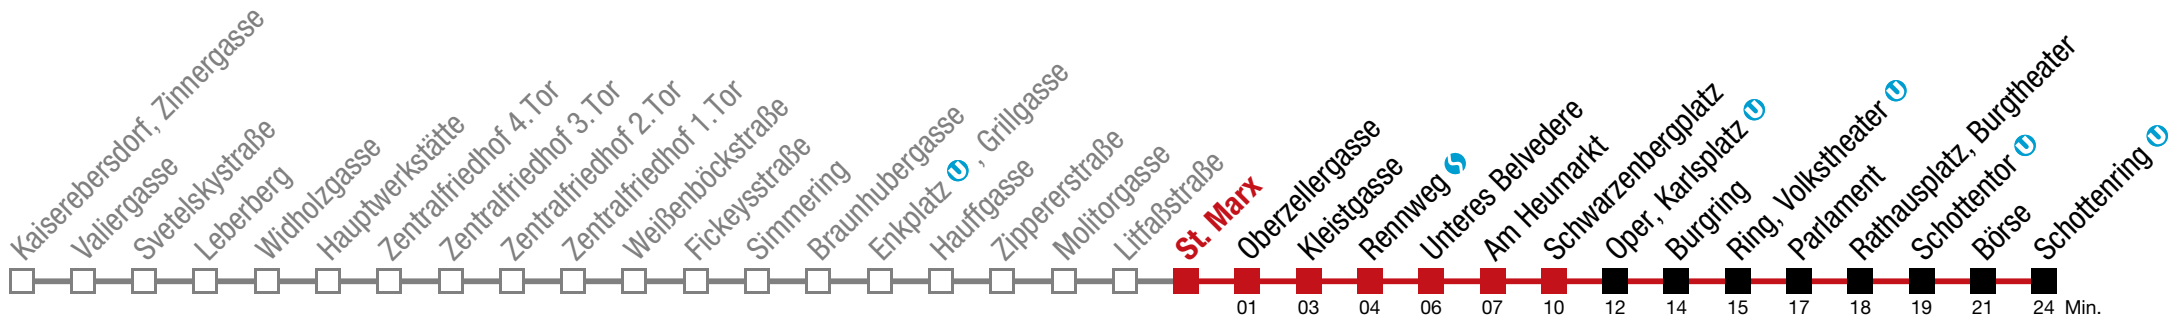 Kaiserebersdorf, Zinnergasse
Valiergasse
Svetelskystraße
Leberberg
Widholzgasse
Hauptwerkstätte
Zentralfriedhof 4.Tor
Zentralfriedhof 3.Tor
Zentralfriedhof 2.Tor
Zentralfriedhof 1.Tor
Weißenböckstraße
Fickeysstraße
Simmering
Braunhubergasse
Enkplatz U , Grillgasse
Hauffgasse
Zippererstraße
Molitorgasse
Litfaßstraße
St. Marx
Oberzellergasse
Kleistgasse
Rennweg S
Unteres Belvedere
Am Heumarkt
Schwarzenbergplatz
Oper, Karlsplatz U
Burgring
Ring, Volkstheater U
Parlament
Rathausplatz, Burgtheater
Schottentor U
Börse
Schottenring U
01 03 04 06 07 10 12 14 15 17 18 19 21 24 Min.